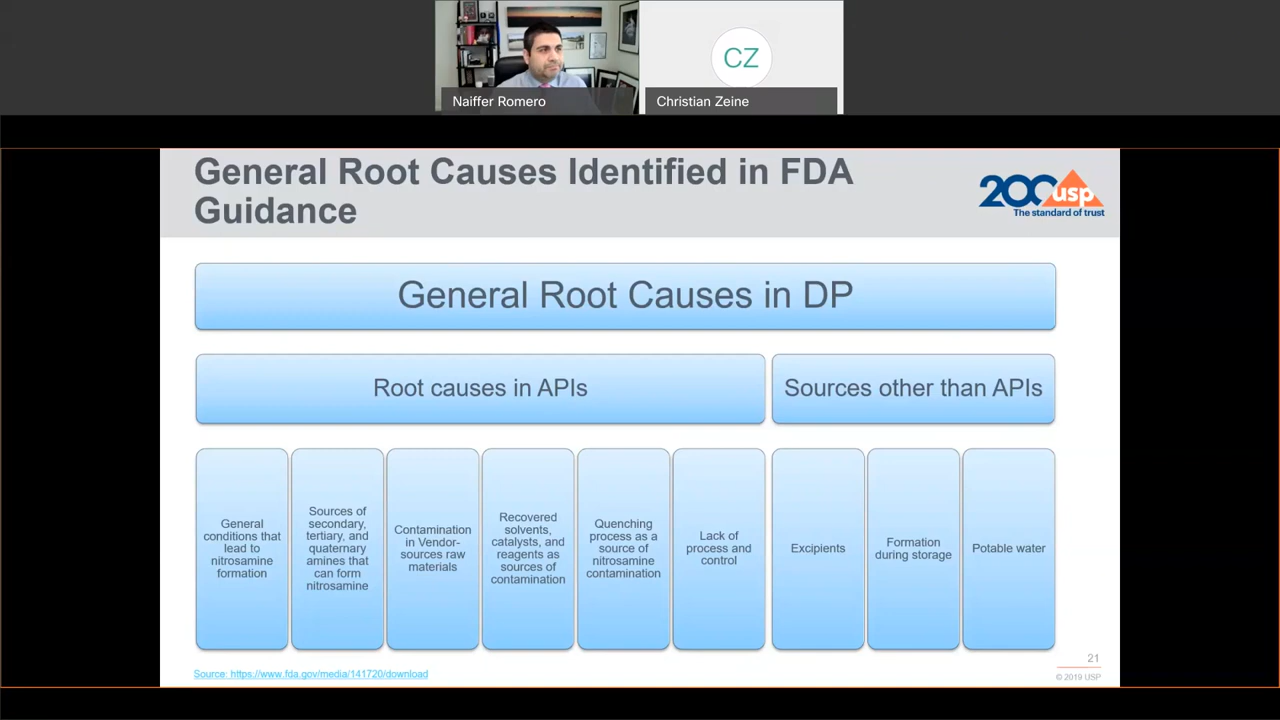 CZ
Naiffer Romero
Christian Zeine
General Root Causes Identified in FDA
Guidance
200 usp
The standard of trust
General Root Causes in DP
Root causes in APIs
Sources other than APIs
General
conditions that
lead to
nitrosamine
formation
Sources of
secondary,
tertiary, and
quaternary
amines that
can form
nitrosamine
Contamination
in Vendor-
sources raw
materials
Recovered
solvents,
catalysts, and
reagents as
sources of
contamination
Quenching
process as a
source of
nitrosamine
contamination
Lack of
process and
control
Excipients
Formation
during storage
Potable water
21
Source: https://www.fda.gov/media/141720/download
© 2019 USP